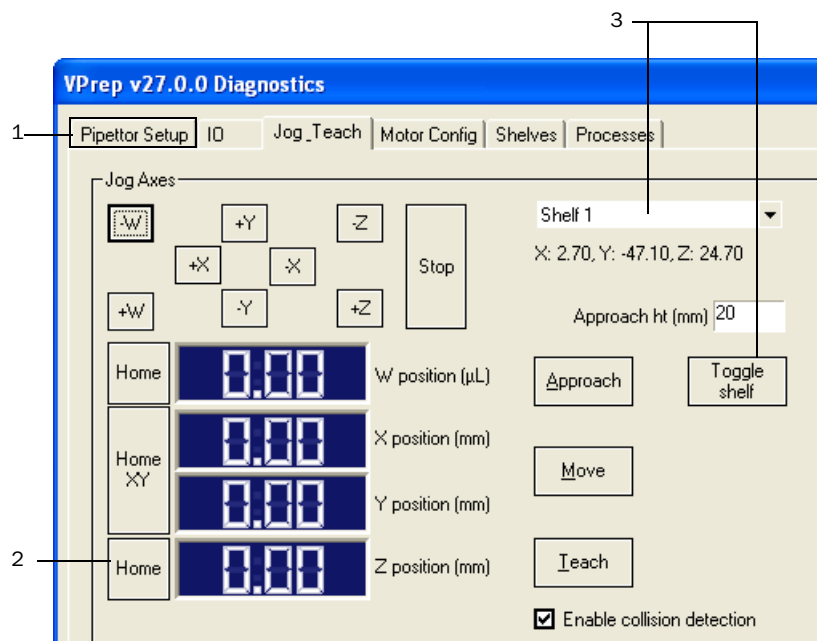 3
VPrep v27.0.0 Diagnostics
1
Pipettor Setup IO Jog_Teach Motor Config Shelves Processes
Jog Axes
-W +Y -Z Stop Shelf 1
+X -X X: 2.70, Y: -47.10, Z: 24.70
+W -Y +Z Approach ht (mm) 20
Home 0.00 W position (µL) Approach Toggle shelf
Home XY 0.00 X position (mm)
Move
0.00 Y position (mm)
2 Home 0.00 Z position (mm) Teach
Enable collision detection